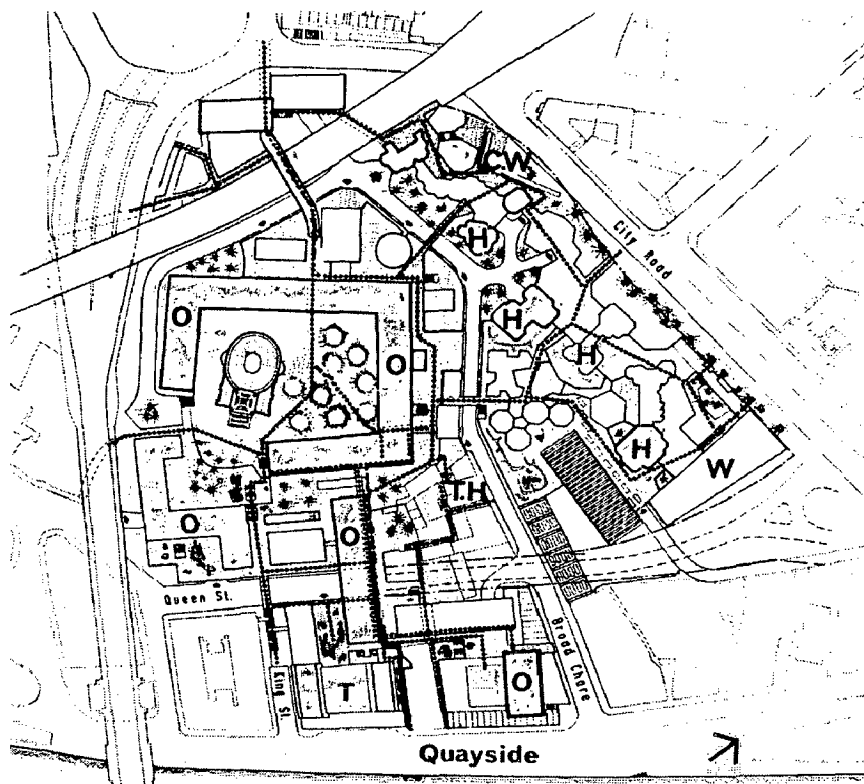 CW
H
City Road
O
H
O
H
H
W
T.H
O
O
P
Queen St.
King St.
Broad Chare
T
O
Quayside